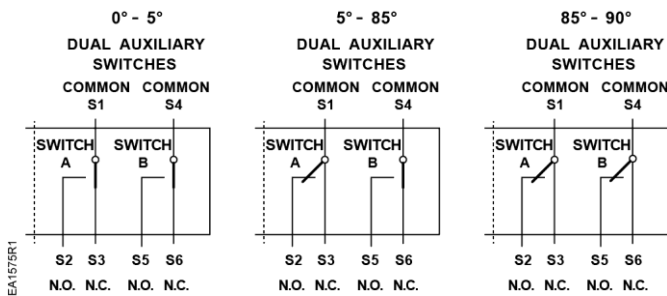 0° - 5°
DUAL AUXILIARY
SWITCHES
COMMON COMMON
S1 S4
SWITCH SWITCH
A B
S2 S3 S5 S6
N.O. N.C. N.O. N.C.
5° - 85°
DUAL AUXILIARY
SWITCHES
COMMON COMMON
S1 S4
SWITCH SWITCH
A B
S2 S3 S5 S6
N.O. N.C. N.O. N.C.
85° - 90°
DUAL AUXILIARY
SWITCHES
COMMON COMMON
S1 S4
SWITCH SWITCH
A B
S2 S3 S5 S6
N.O. N.C. N.O. N.C.
EA1575R1